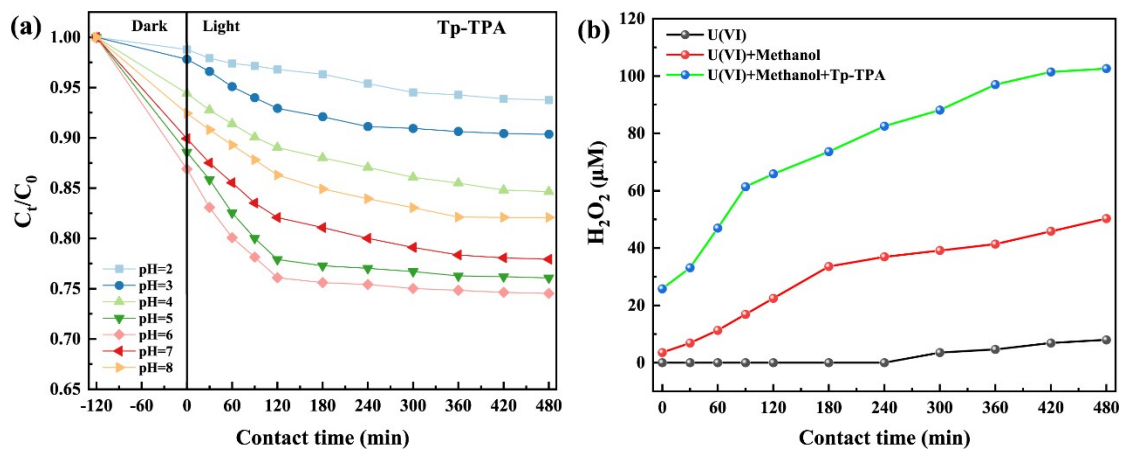 (a)
Dark
Light
Tp-TPA
1.00
0.95
0.90
0.85
0.80
0.75
0.70
0.65
Cₜ/C₀
pH=2
pH=3
pH=4
pH=5
pH=6
pH=7
pH=8
-120 -60 0 60 120 180 240 300 360 420 480
Contact time (min)
(b)
120
100
80
60
40
20
0
H₂O₂ (μM)
U(VI)
U(VI)+Methanol
U(VI)+Methanol+Tp-TPA
0 60 120 180 240 300 360 420 480
Contact time (min)